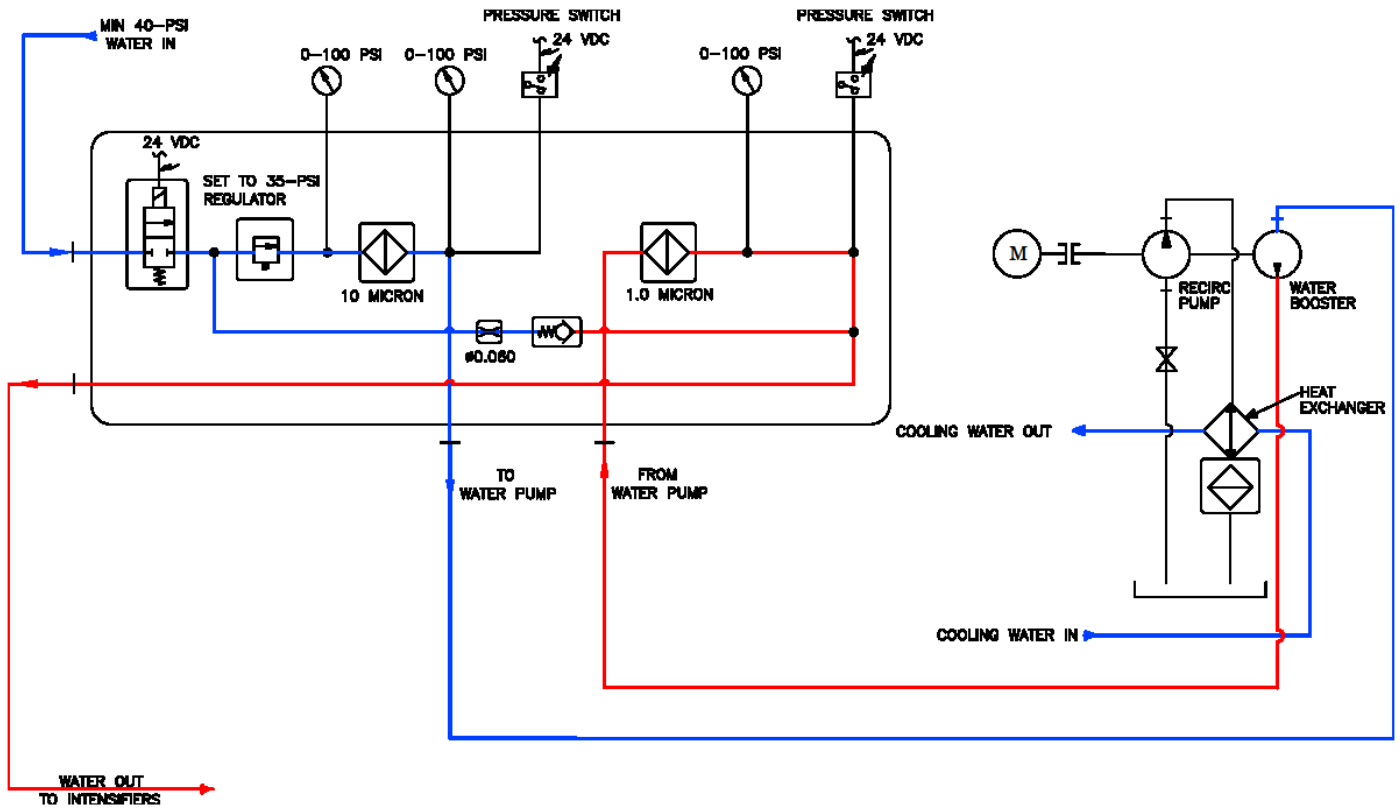 MIN 40-PSI
WATER IN
PRESSURE SWITCH
24 VDC
0-100 PSI
0-100 PSI
PRESSURE SWITCH
24 VDC
0-100 PSI
24 VDC
SET TO 35-PSI
REGULATOR
10 MICRON
1.0 MICRON
ø0.060
M
RECIRC
PUMP
WATER
BOOSTER
HEAT
EXCHANGER
COOLING WATER OUT
TO
WATER PUMP
FROM
WATER PUMP
COOLING WATER IN
WATER OUT
TO INTENSIFIERS